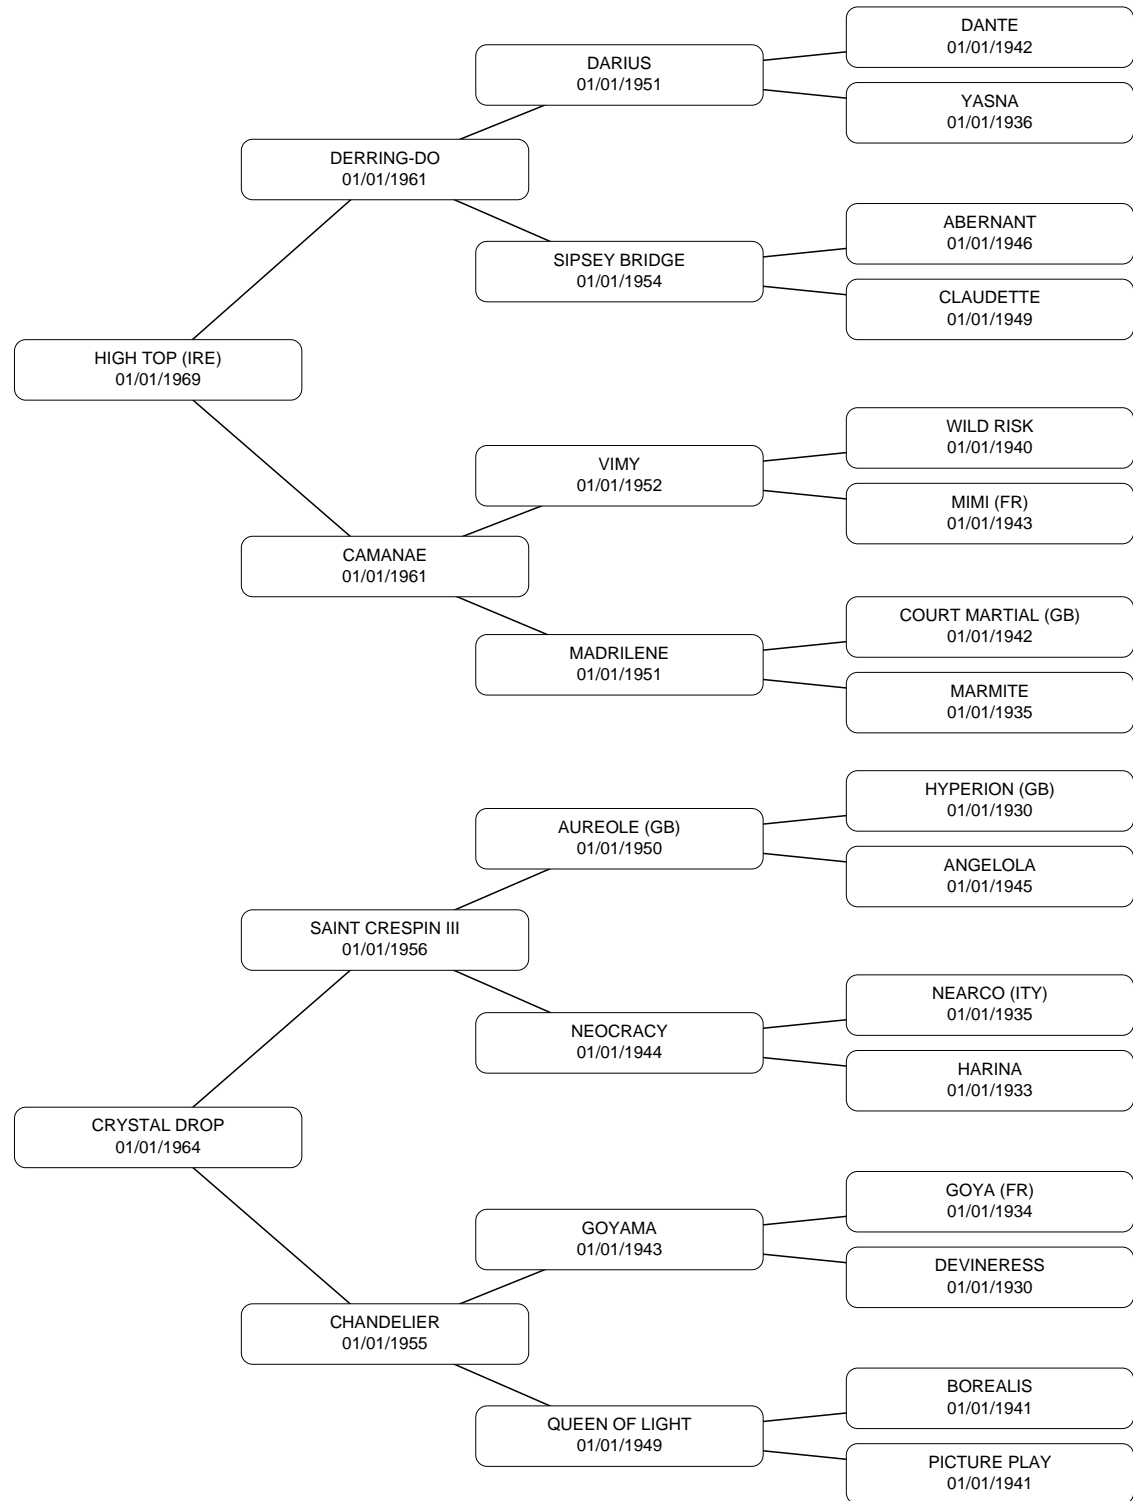 DANTE
01/01/1942
DARIUS
01/01/1951
YASNA
01/01/1936
DERRING-DO
01/01/1961
ABERNANT
01/01/1946
SIPSEY BRIDGE
01/01/1954
CLAUDETTE
01/01/1949
HIGH TOP (IRE)
01/01/1969
WILD RISK
01/01/1940
VIMY
01/01/1952
MIMI (FR)
01/01/1943
CAMANAE
01/01/1961
COURT MARTIAL (GB)
01/01/1942
MADRILENE
01/01/1951
MARMITE
01/01/1935
HYPERION (GB)
01/01/1930
AUREOLE (GB)
01/01/1950
ANGELOLA
01/01/1945
SAINT CRESPIN III
01/01/1956
NEARCO (ITY)
01/01/1935
NEOCRACY
01/01/1944
HARINA
01/01/1933
CRYSTAL DROP
01/01/1964
GOYA (FR)
01/01/1934
GOYAMA
01/01/1943
DEVINERESS
01/01/1930
CHANDELIER
01/01/1955
BOREALIS
01/01/1941
QUEEN OF LIGHT
01/01/1949
PICTURE PLAY
01/01/1941